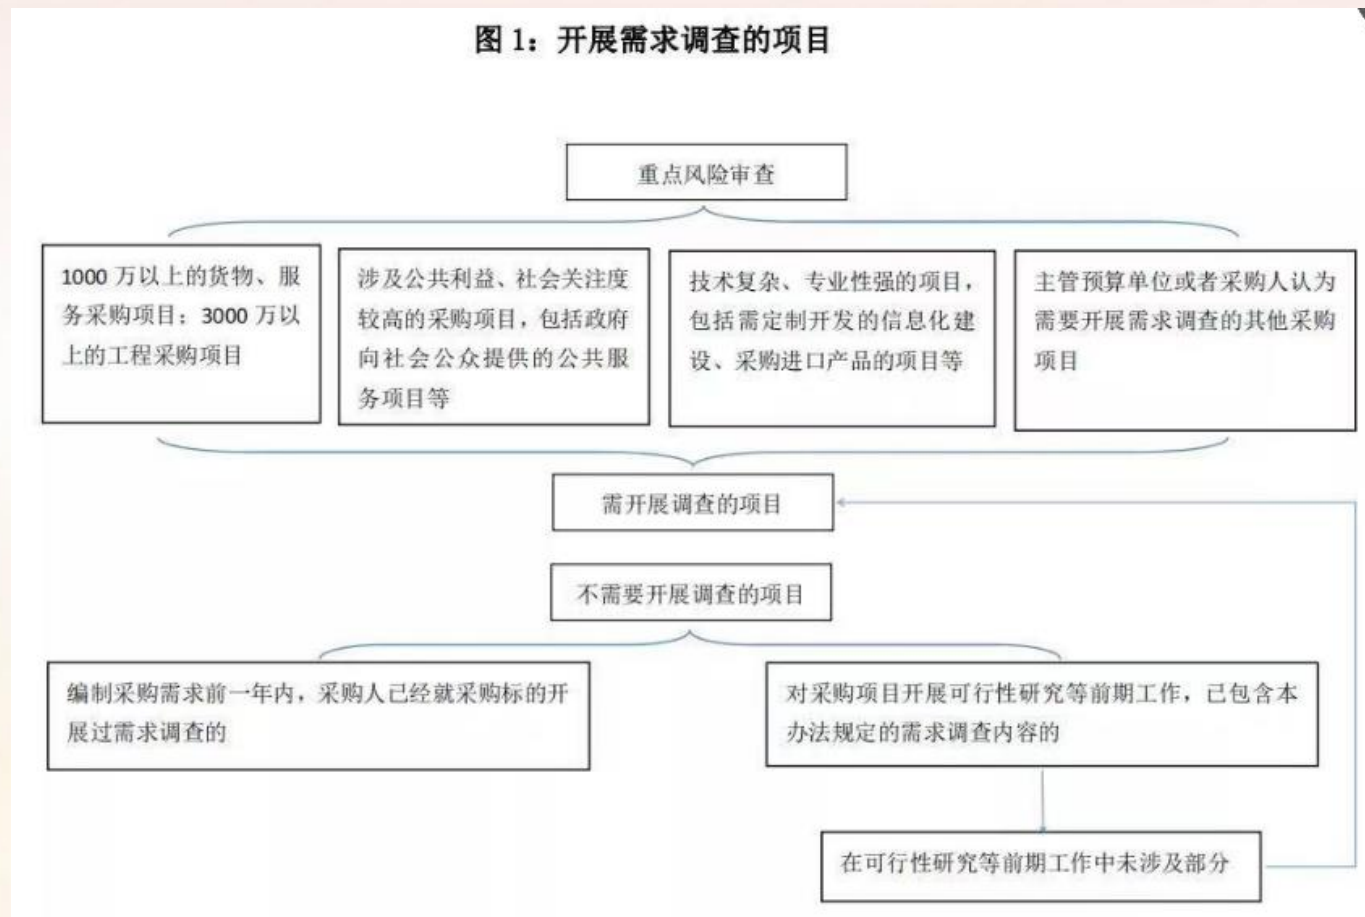 图 1：开展需求调查的项目
重点风险审查
1000 万以上的货物、服
务采购项目；3000 万以
上的工程采购项目
涉及公共利益、社会关注度
较高的采购项目，包括政府
向社会公众提供的公共服
务项目等
技术复杂、专业性强的项目，
包括需定制开发的信息化建
设、采购进口产品的项目等
主管预算单位或者采购人认为
需要开展需求调查的其他采购
项目
需开展调查的项目
不需要开展调查的项目
编制采购需求前一年内，采购人已经就采购标的开
展过需求调查的
对采购项目开展可行性研究等前期工作，已包含本
办法规定的需求调查内容的
在可行性研究等前期工作中未涉及部分